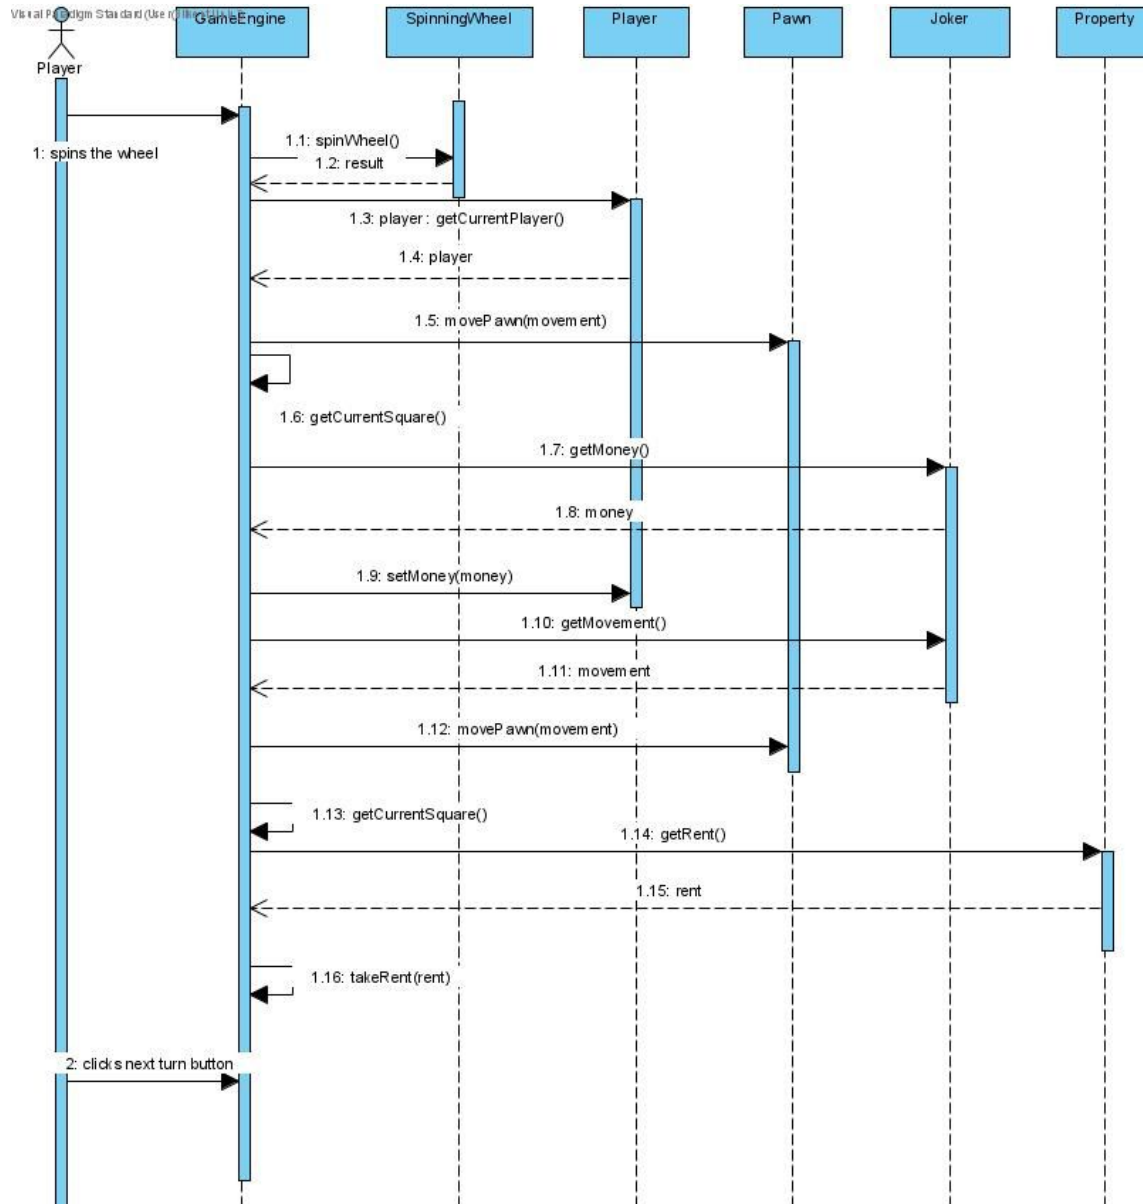 Visual Paradigm Standard
GameEngine
SpinningWheel
Player
Pawn
Joker
Property
Player
1: spins the wheel
1.1: spinWheel()
1.2: result
1.3: player : getCurrentPlayer()
1.4: player
1.5: movePawn(movement)
1.6: getCurrentSquare()
1.7: getMoney()
1.8: money
1.9: setMoney(money)
1.10: getMovement()
1.11: movement
1.12: movePawn(movement)
1.13: getCurrentSquare()
1.14: getRent()
1.15: rent
1.16: takeRent(rent)
2: clicks next turn button